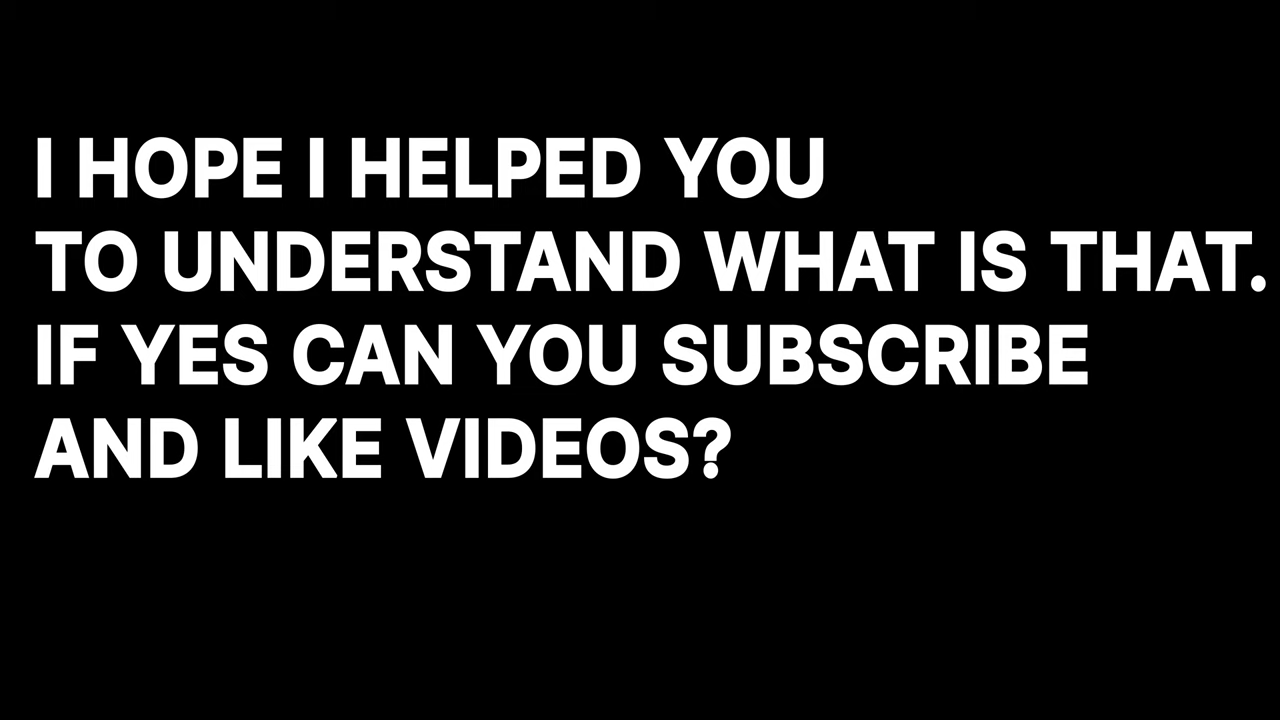 I HOPE I HELPED YOU
TO UNDERSTAND WHAT IS THAT.
IF YES CAN YOU SUBSCRIBE
AND LIKE VIDEOS?